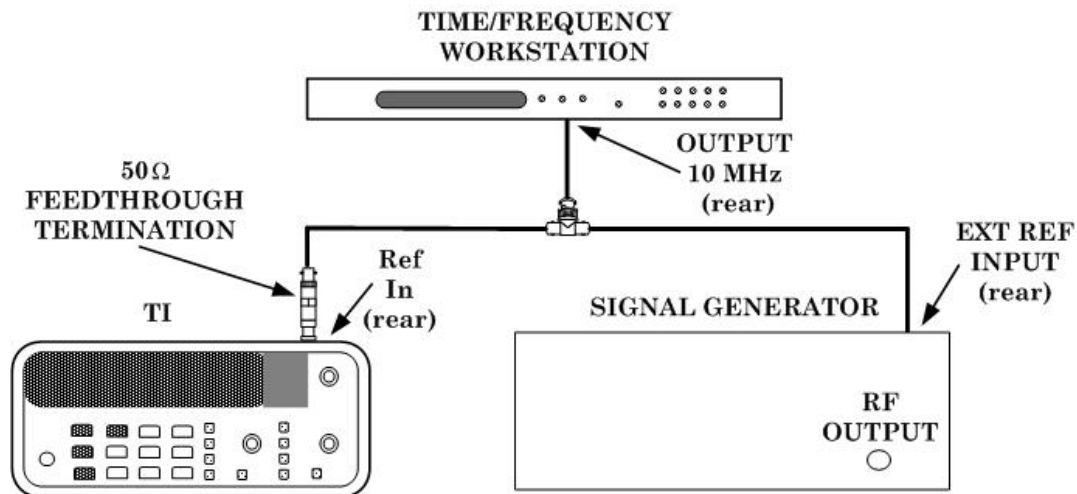 TIME/FREQUENCY
WORKSTATION
OUTPUT
10 MHz
(rear)
50Ω
FEEDTHROUGH
TERMINATION
Ref
In
(rear)
EXT REF
INPUT
(rear)
TI
SIGNAL GENERATOR
RF
OUTPUT